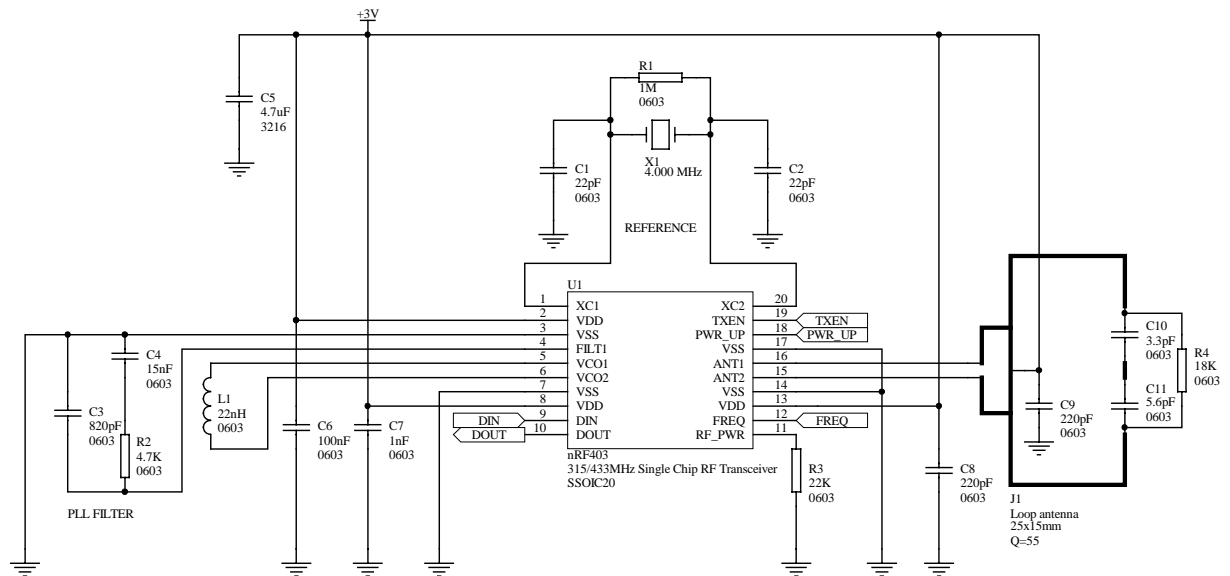 +3V
C5
4.7uF
3216
R1
1M
0603
X1
4.000 MHz
C1
22pF
0603
C2
22pF
0603
REFERENCE
U1
1 XC1 XC2 20
2 VDD TXEN 19 TXEN
3 VSS PWR_UP 18 PWR_UP
4 FILT1 VSS 17
5 VCO1 ANT1 16
6 VCO2 ANT2 15
7 VSS VSS 14
8 VDD VDD 13
DIN 9 DIN FREQ 12 FREQ
DOUT 10 DOUT RF_PWR 11
nRF403
315/433MHz Single Chip RF Transceiver
SSOIC20
C4
15nF
0603
C3
820pF
0603
R2
4.7K
0603
PLL FILTER
L1
22nH
0603
C6
100nF
0603
C7
1nF
0603
R3
22K
0603
C8
220pF
0603
C9
220pF
0603
C10
3.3pF
0603
C11
5.6pF
0603
R4
18K
0603
J1
Loop antenna
25x15mm
Q=55